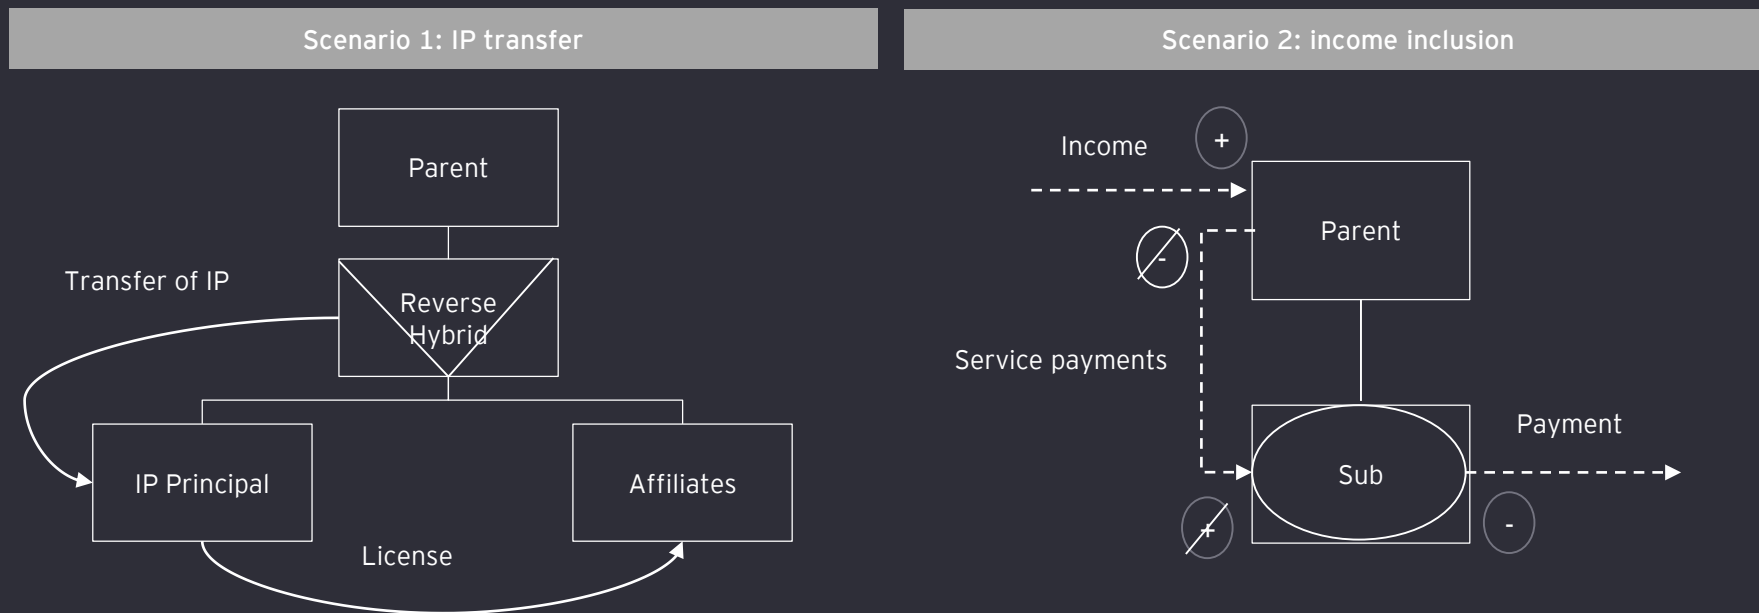 Scenario 1: IP transfer
Parent
Transfer of IP
Reverse
Hybrid
IP Principal
Affiliates
License
Scenario 2: income inclusion
Income
+
Parent
-
Service payments
Payment
Sub
+
-